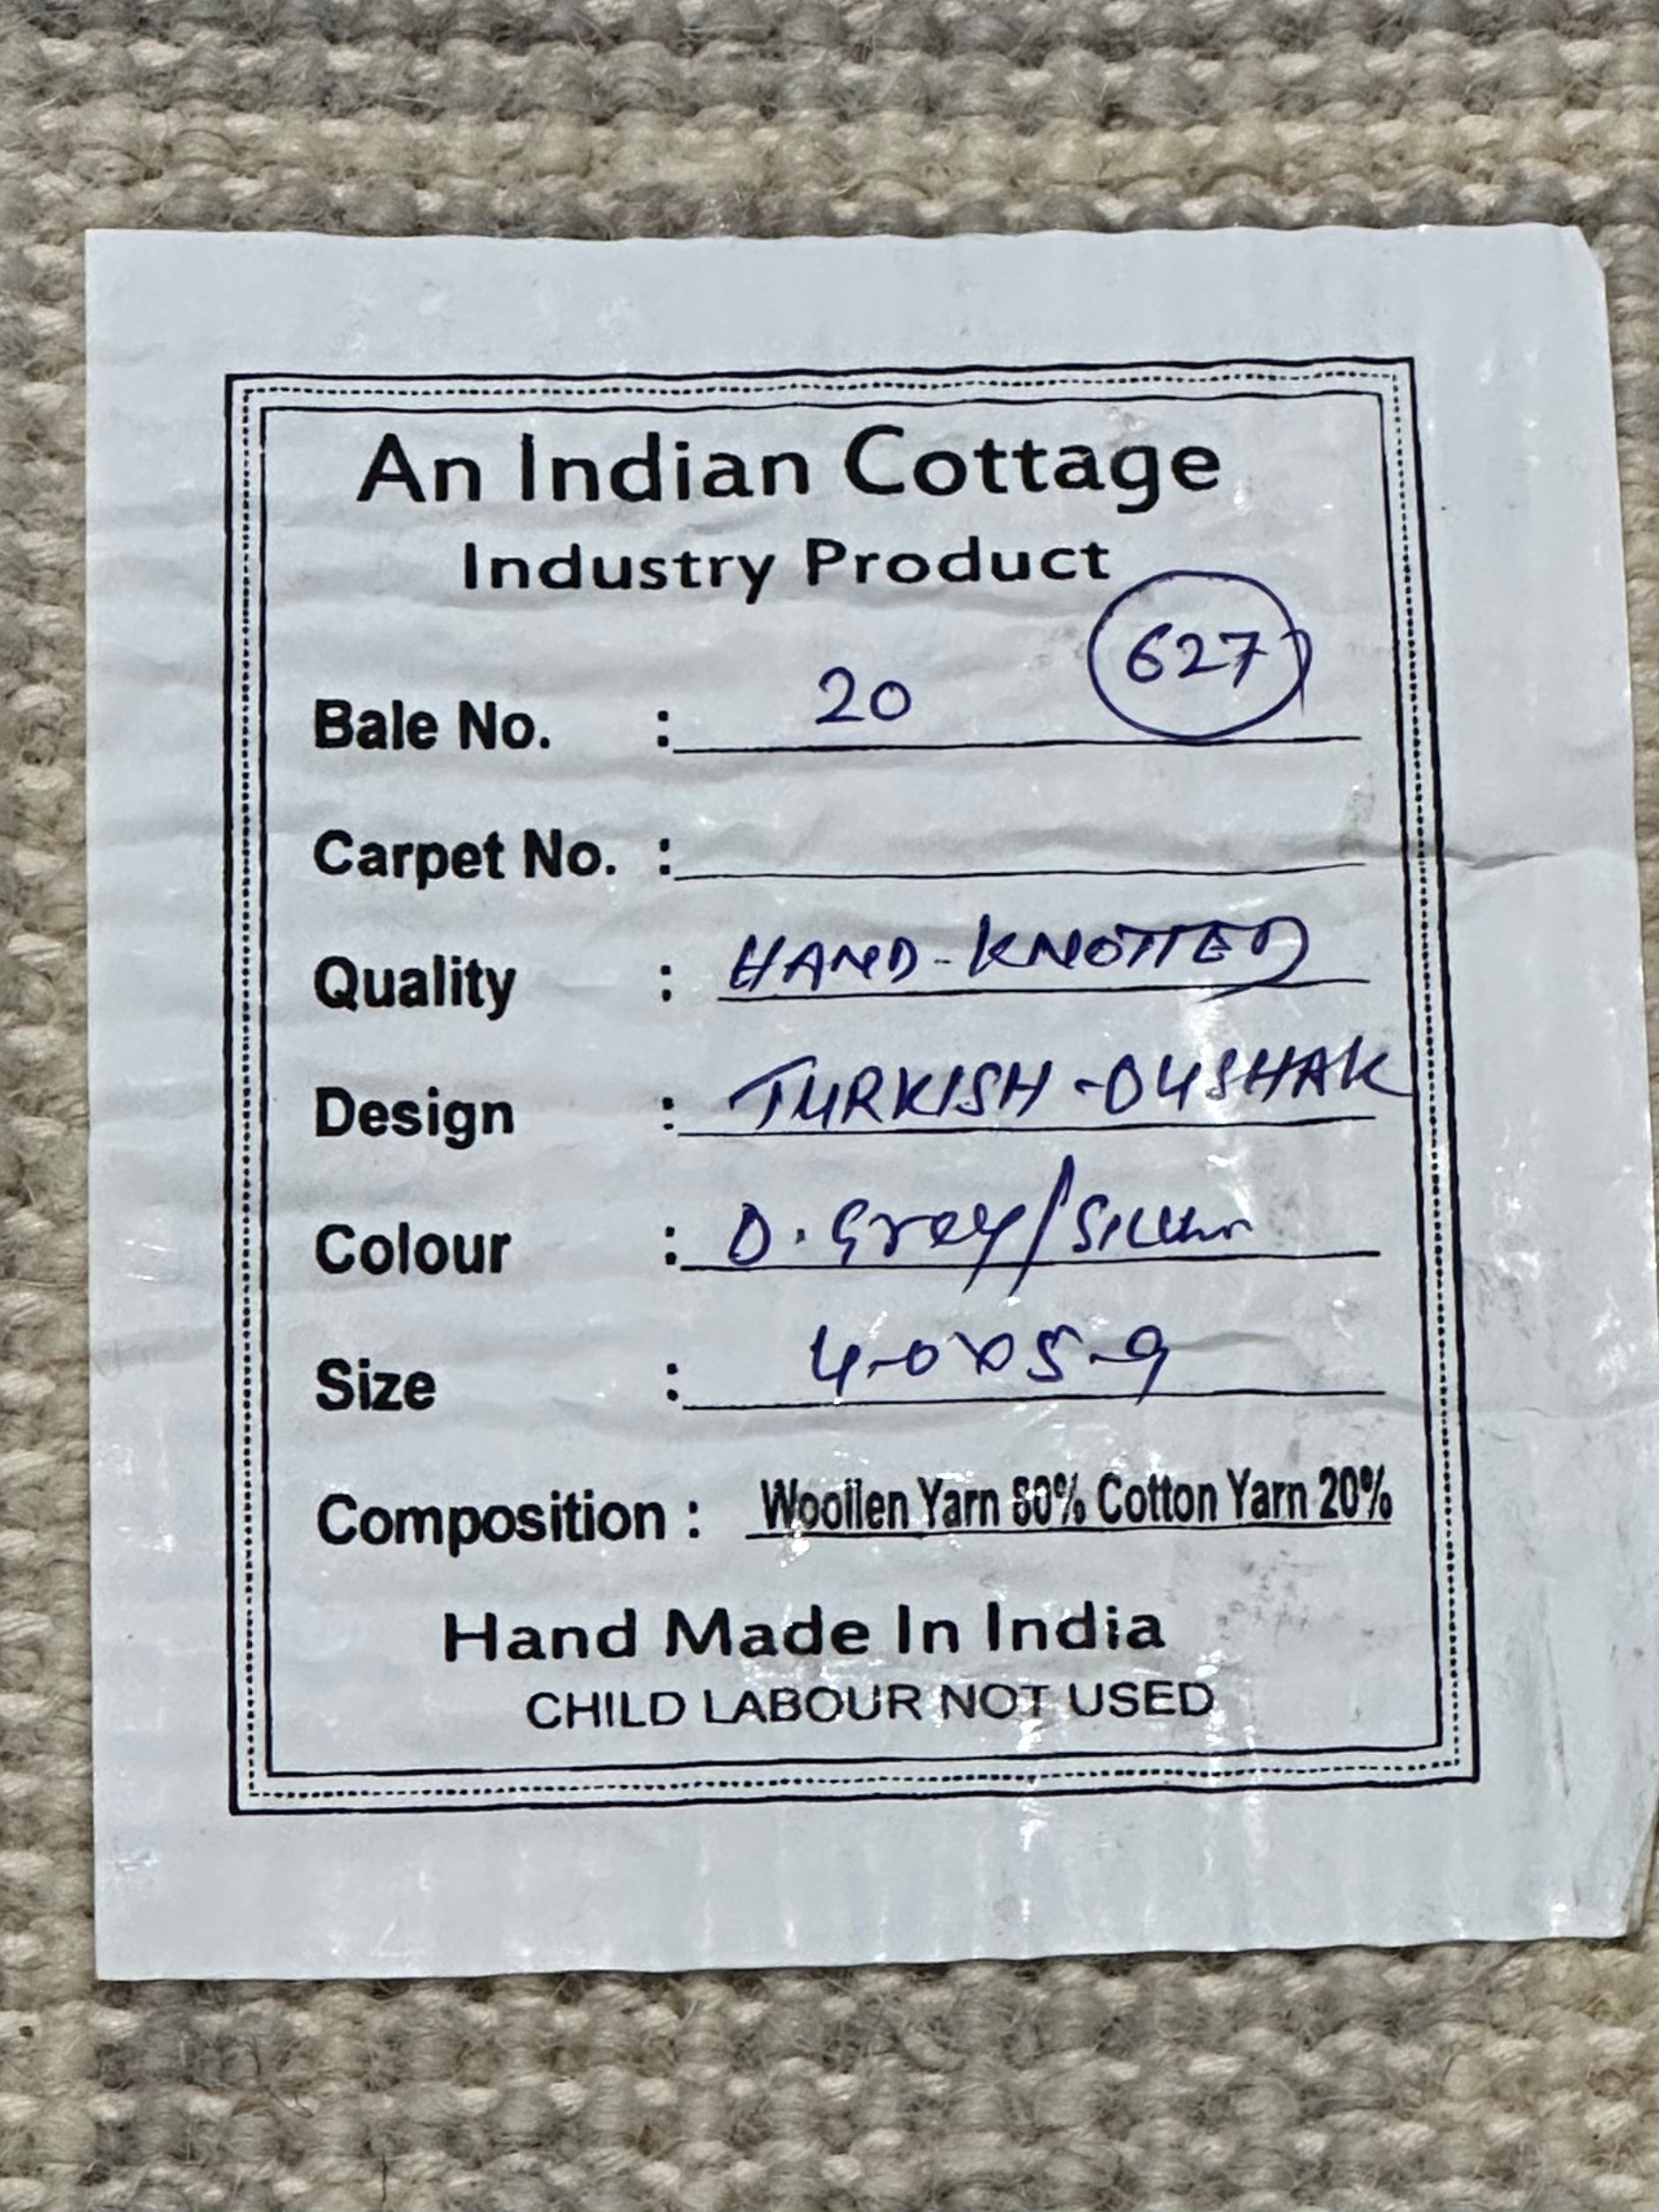 An Indian Cottage
Industry Product
627
Bale No. : 20
Carpet No. :
Quality : HAND-KNOTTED
Design : TURKISH-OUSHAK
Colour : D. Grey/Silver
Size : 4-0x5-9
Composition : Woollen Yarn 80% Cotton Yarn 20%
Hand Made In India
CHILD LABOUR NOT USED